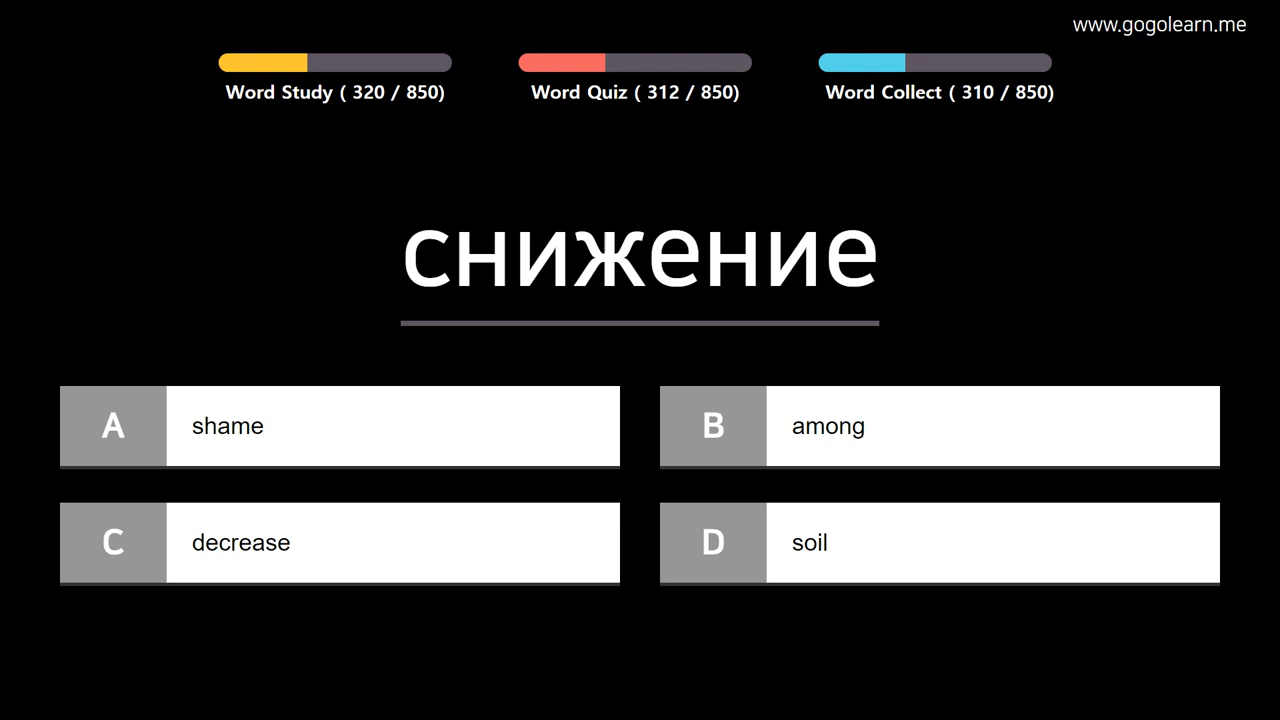 www.gogolearn.me
Word Study ( 320 / 850)
Word Quiz ( 312 / 850)
Word Collect ( 310 / 850)
снижение
A shame
B among
C decrease
D soil